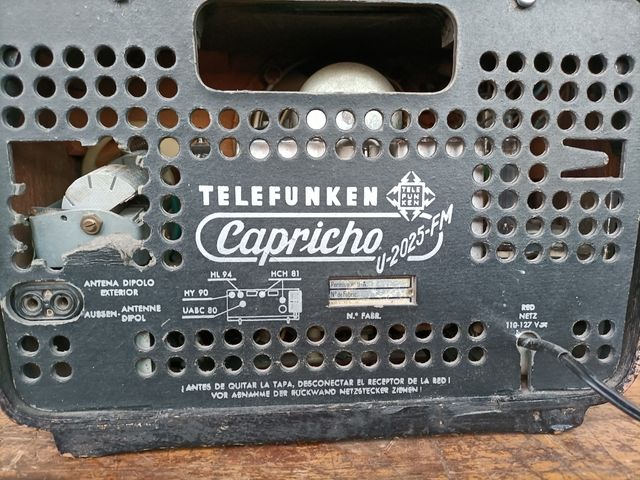 TELEFUNKEN
TELE
FUN
KEN
Capricho
U-2025-FM
ANTENA DIPOLO
EXTERIOR
AUSSEN-ANTENNE
DIPOL
HL 94
HCH 81
MY 90
UABC 80
N.º FABR.
RED
NETZ
110-127 V
¡ANTES DE QUITAR LA TAPA, DESCONECTAR EL RECEPTOR DE LA RED!
VOR ABNAHME DER RÜCKWAND NETZSTECKER ZIEHEN!